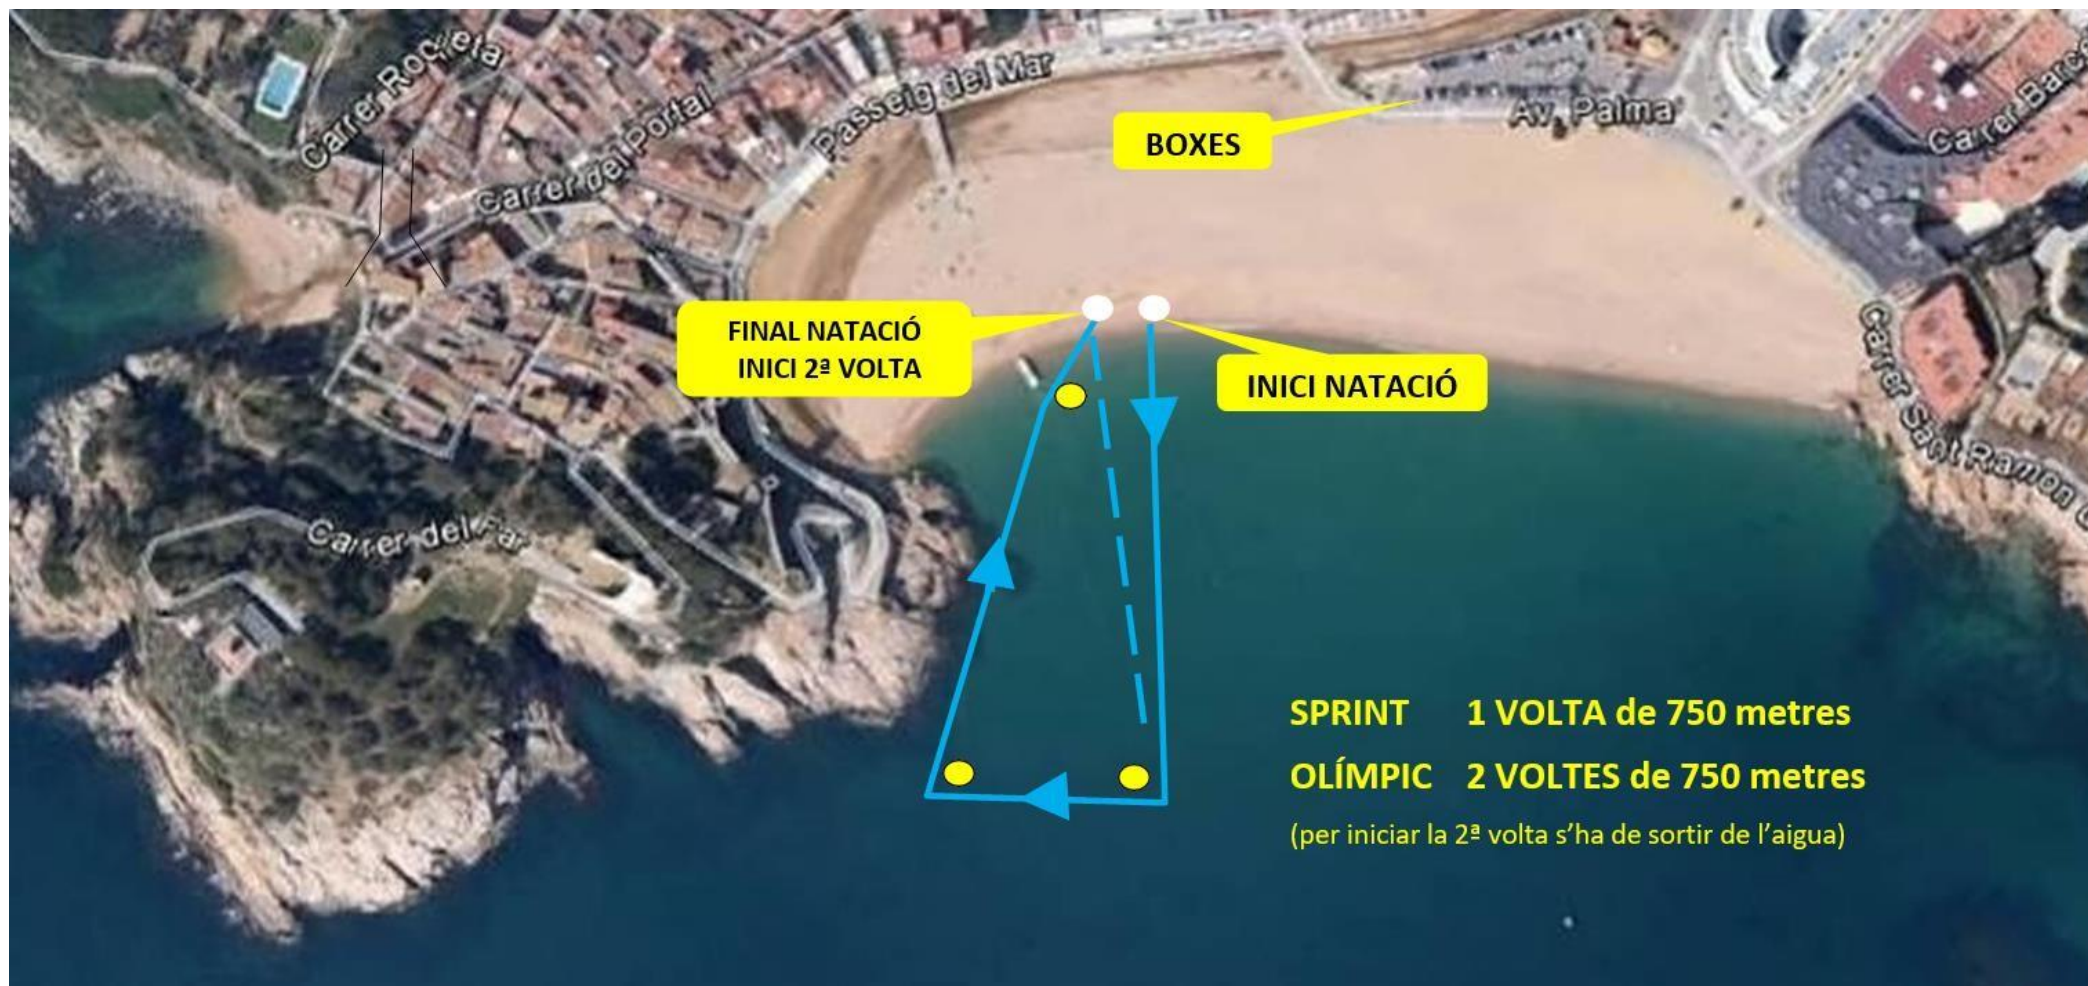 Carrer Roqueta
Carrer del Portal
Passeig del Mar
Av. Palma
BOXES
FINAL NATACIÓ
INICI 2ª VOLTA
INICI NATACIÓ
Carrer Sant Ramon
Carrer del Far
SPRINT 1 VOLTA de 750 metres
OLÍMPIC 2 VOLTES de 750 metres
(per iniciar la 2ª volta s’ha de sortir de l’aigua)